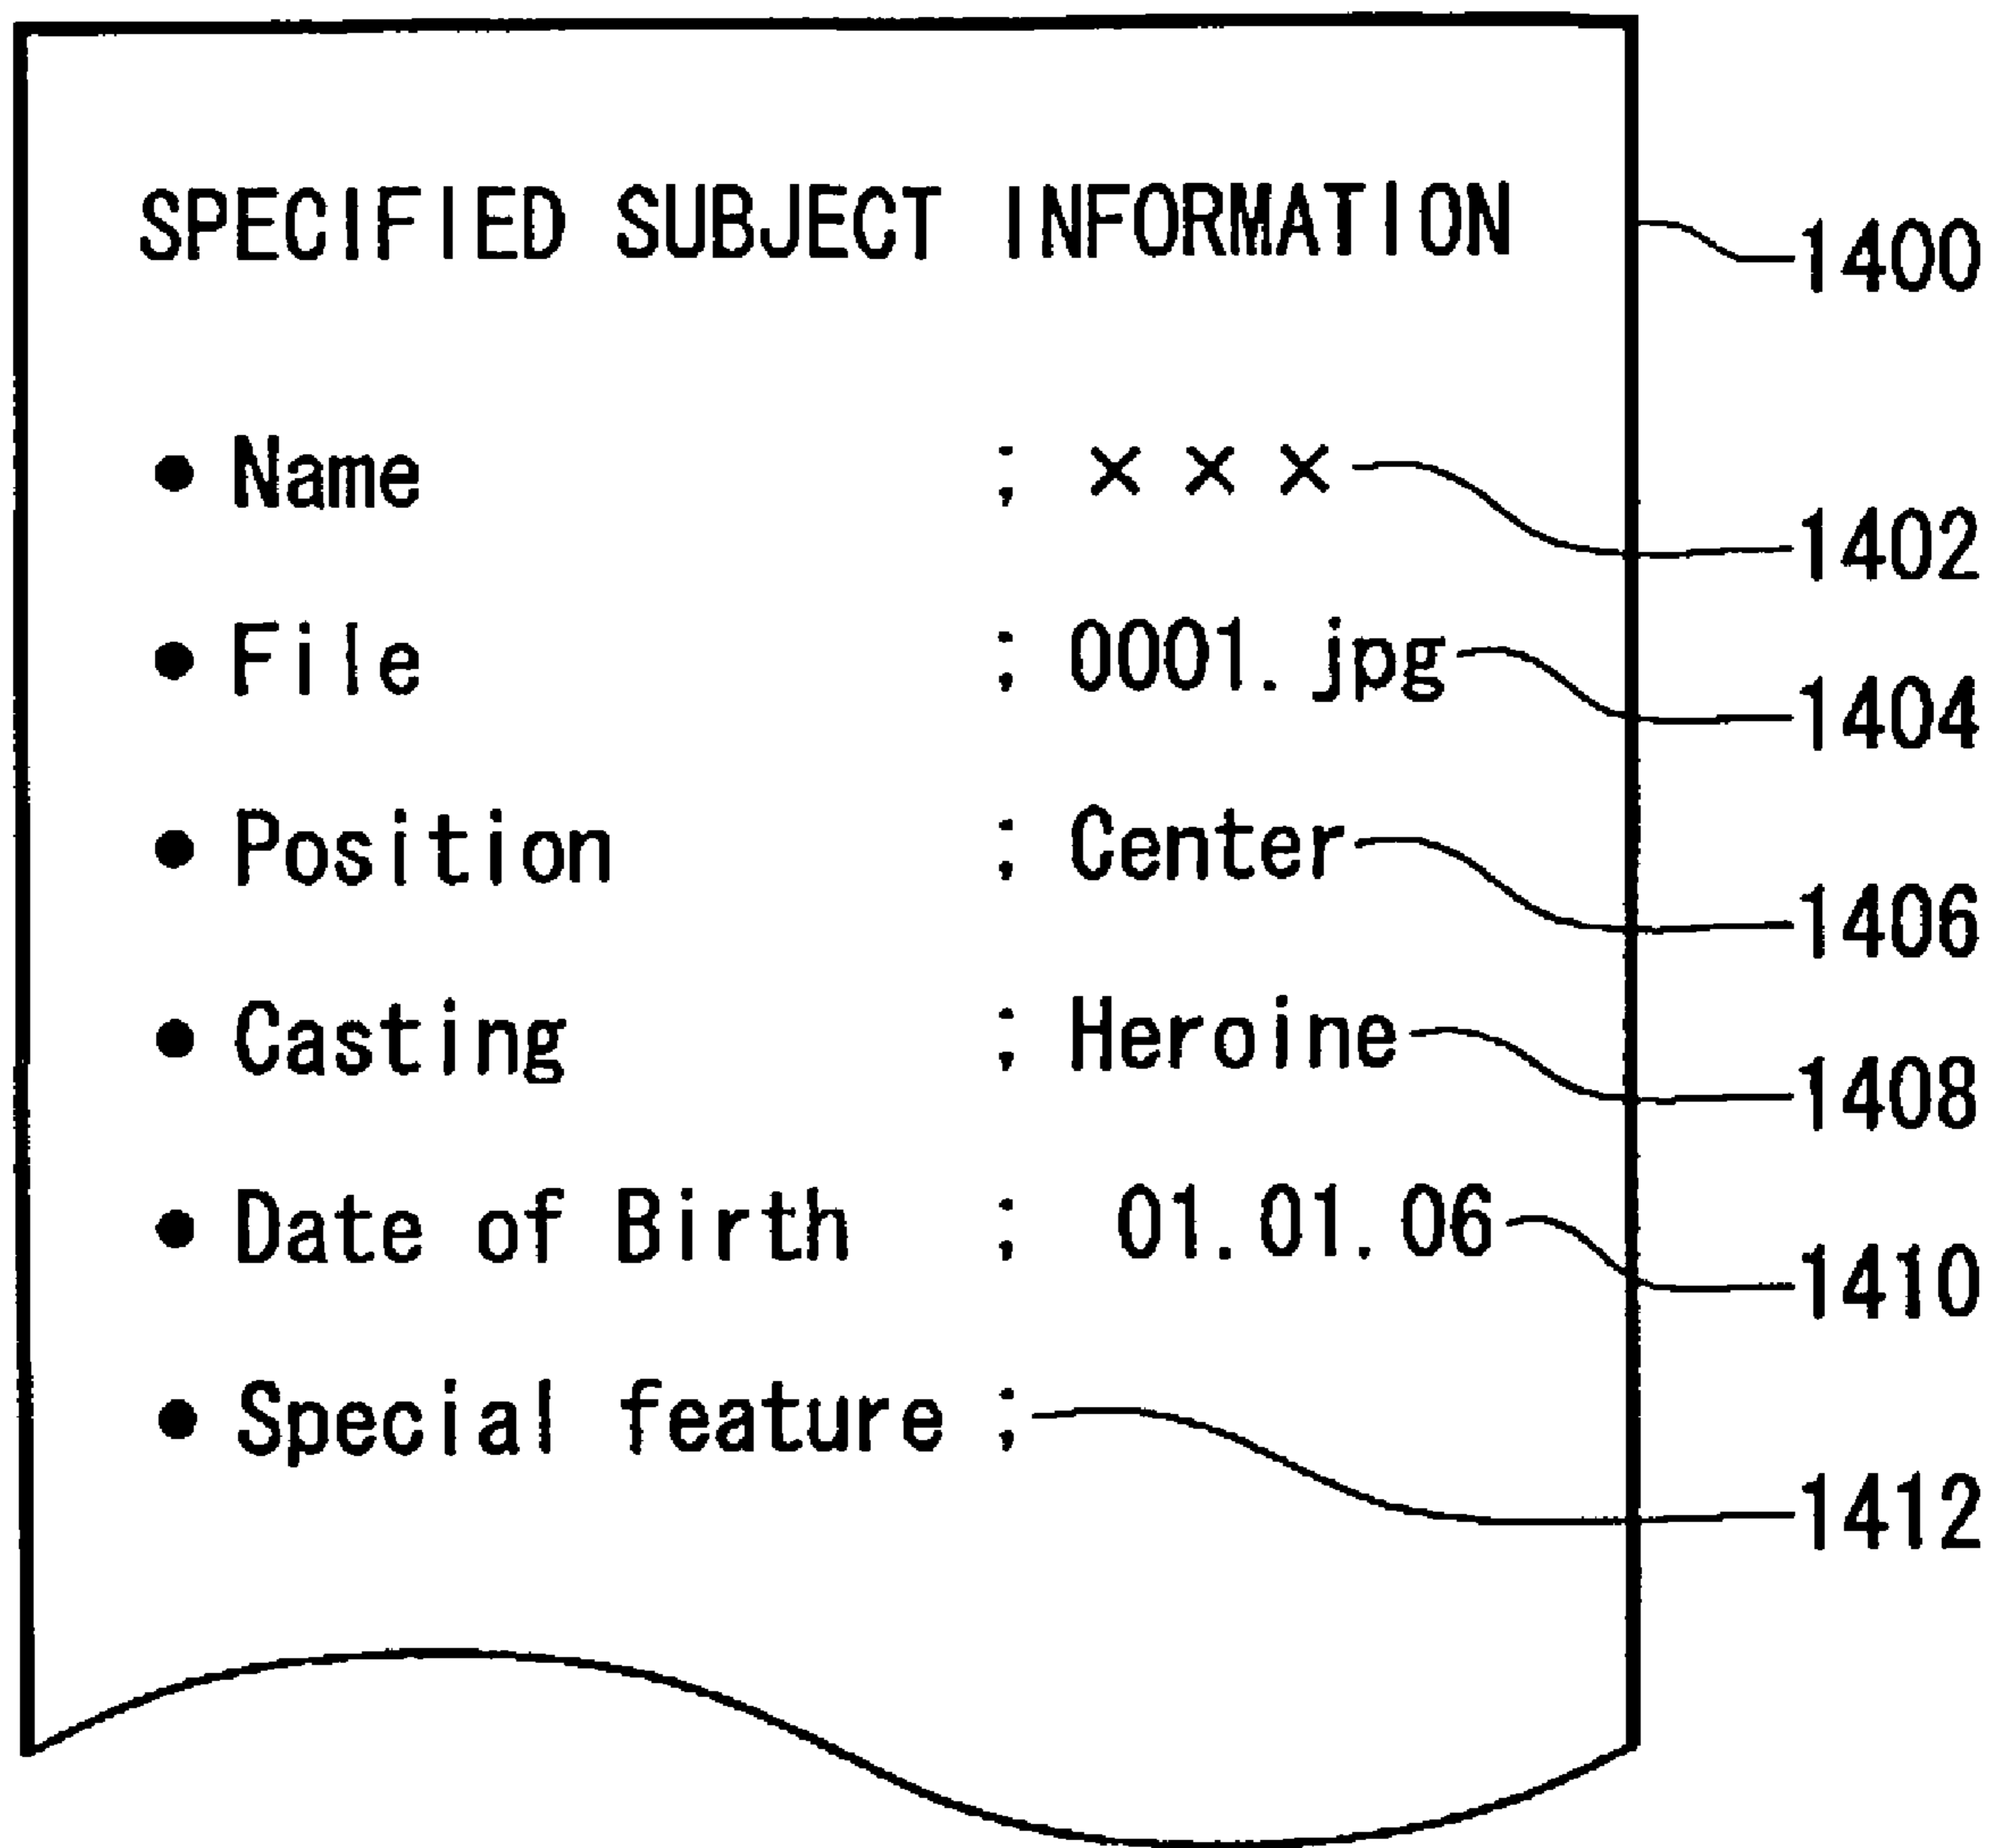 SPECIFIED SUBJECT INFORMATION
1400
● Name ; × × ×
1402
● File ; 0001.jpg
1404
● Position ; Center
1406
● Casting ; Heroine
1408
● Date of Birth ; 01.01.06
1410
● Special feature ;
1412